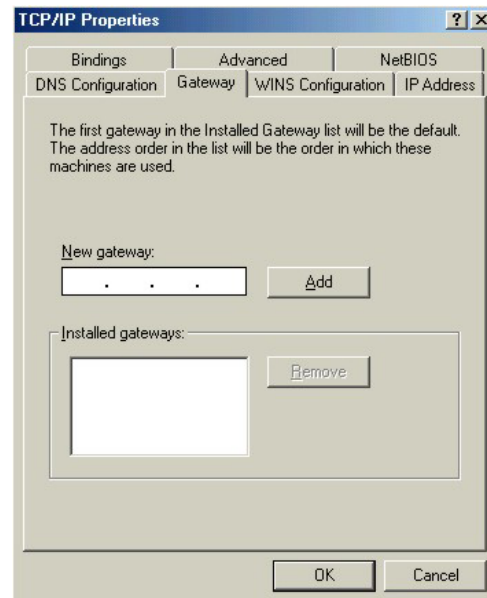 TCP/IP Properties
? X
Bindings Advanced NetBIOS
DNS Configuration Gateway WINS Configuration IP Address
The first gateway in the Installed Gateway list will be the default.
The address order in the list will be the order in which these
machines are used.
New gateway:
. . . Add
Installed gateways:
Remove
OK Cancel